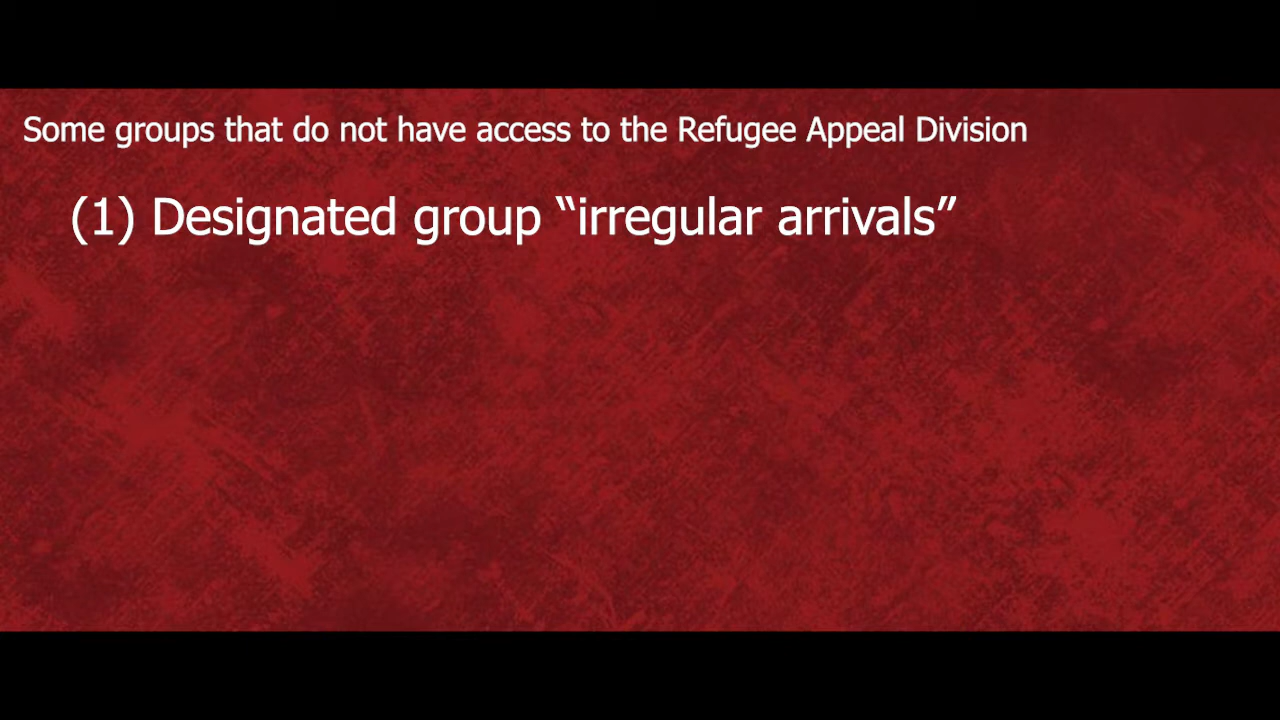 Some groups that do not have access to the Refugee Appeal Division
(1) Designated group “irregular arrivals”